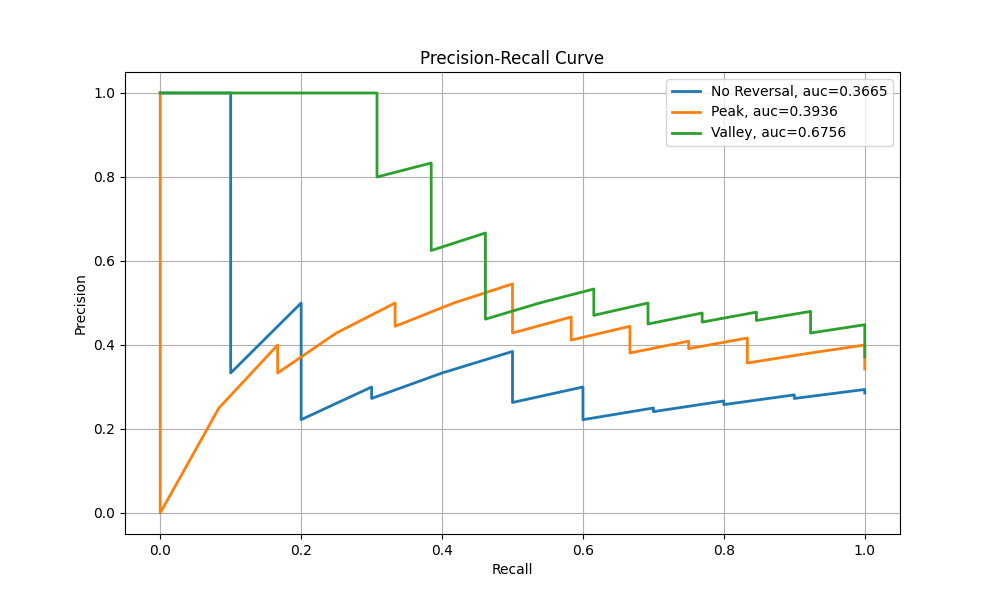 Precision-Recall Curve
No Reversal, auc=0.3665
Peak, auc=0.3936
Valley, auc=0.6756
1.0
0.8
0.6
0.4
0.2
0.0
Precision
0.0 0.2 0.4 0.6 0.8 1.0
Recall